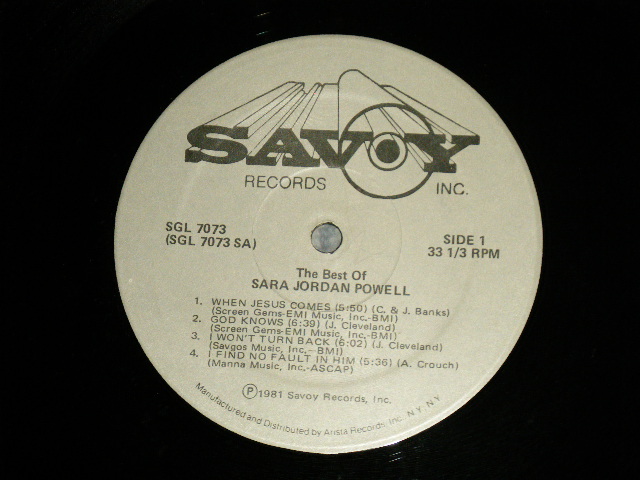 SAVOY
RECORDS INC.
SGL 7073
(SGL 7073 SA)
SIDE 1
33 1/3 RPM
The Best Of
SARA JORDAN POWELL
1. WHEN JESUS COMES (5:50) (C. & J. Banks)
(Screen Gems-EMI Music, Inc.-BMI)
2. GOD KNOWS (6:39) (J. Cleveland)
(Screen Gems-EMI Music, Inc.-BMI)
3. I WON'T TURN BACK (6:02) (J. Cleveland)
(Savgos Music, Inc.-BMI)
4. I FIND NO FAULT IN HIM (5:36) (A. Crouch)
(Manna Music, Inc.-ASCAP)
Ⓟ1981 Savoy Records, Inc.
Manufactured and Distributed by Arista Records, Inc. N.Y. N.Y.